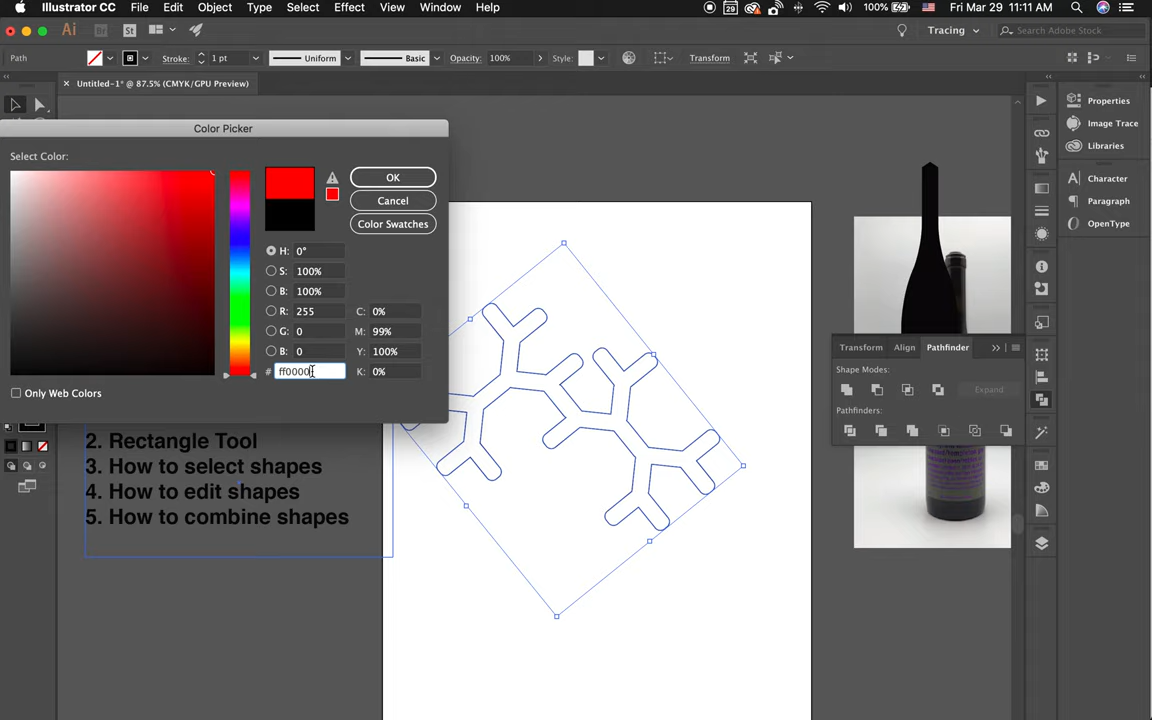 Illustrator CC File Edit Object Type Select Effect View Window Help 29 100% Fri Mar 29 11:11 AM
Br St Ai Tracing Search Adobe Stock
Path Stroke: 1 pt Uniform Basic Opacity: 100% Style: Transform
× Untitled-1* @ 87.5% (CMYK/GPU Preview)
Color Picker
Select Color:
OK
Cancel
Color Swatches
H: 0°
S: 100%
B: 100%
R: 255 C: 0%
G: 0 M: 99%
B: 0 Y: 100%
# ff0000 K: 0%
Only Web Colors
2. Rectangle Tool
3. How to select shapes
4. How to edit shapes
5. How to combine shapes
Transform Align Pathfinder
Shape Modes:
Expand
Pathfinders:
Properties
Image Trace
Libraries
Character
Paragraph
OpenType